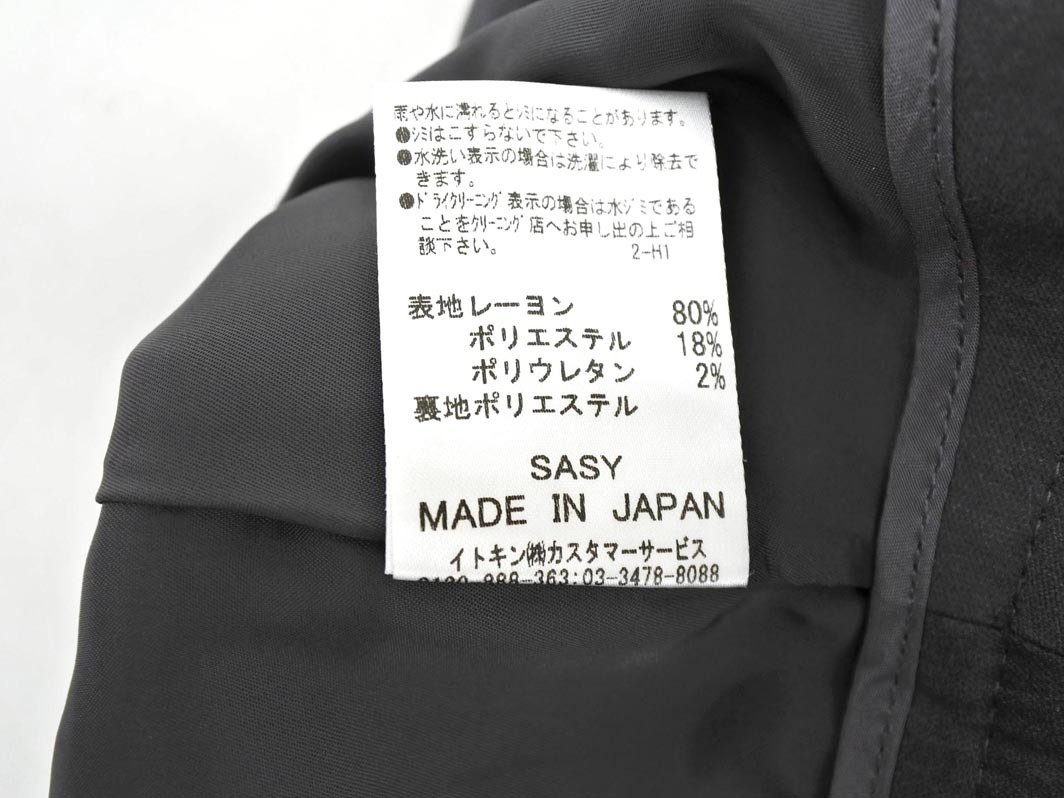 雨や水に濡れるとシミになることがあります。
●シミはこすらないで下さい。
●水洗い表示の場合は洗濯により除去で
きます。
●ドライクリーニング表示の場合は水ジミである
ことをクリーニング店へお申し出の上ご相
談下さい。 2-H1
表地レーヨン 80%
ポリエステル 18%
ポリウレタン 2%
裏地ポリエステル
SASY
MADE IN JAPAN
イトキン㈱カスタマーサービス
0120-888-363:03-3478-8088